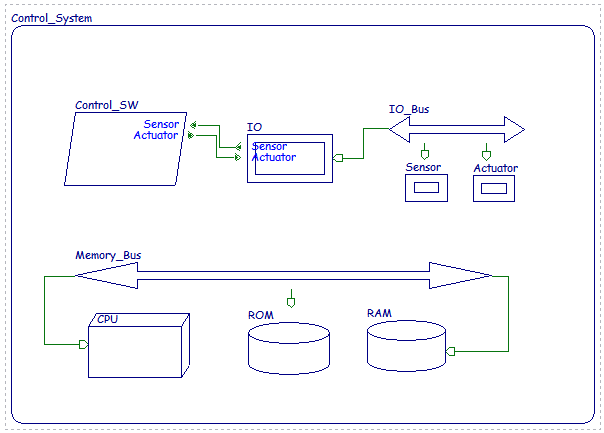 Control_System
Control_SW
Sensor
Actuator
IO
Sensor
Actuator
IO_Bus
Sensor
Actuator
Memory_Bus
CPU
ROM
RAM